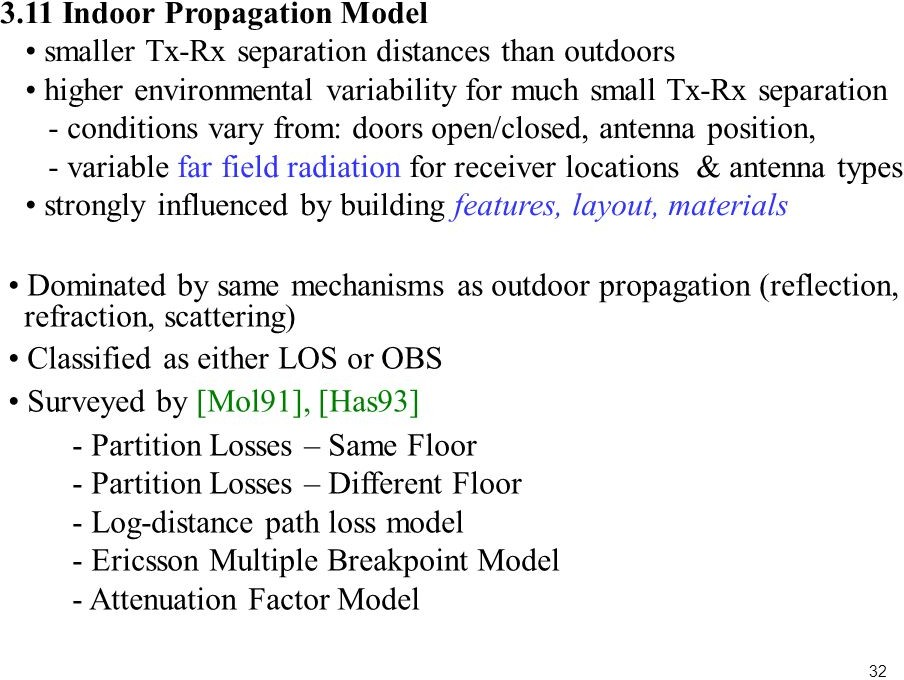 3.11 Indoor Propagation Model
• smaller Tx-Rx separation distances than outdoors
• higher environmental variability for much small Tx-Rx separation
- conditions vary from: doors open/closed, antenna position,
- variable far field radiation for receiver locations & antenna types
• strongly influenced by building features, layout, materials
• Dominated by same mechanisms as outdoor propagation (reflection,
refraction, scattering)
• Classified as either LOS or OBS
• Surveyed by [Mol91], [Has93]
- Partition Losses – Same Floor
- Partition Losses – Different Floor
- Log-distance path loss model
- Ericsson Multiple Breakpoint Model
- Attenuation Factor Model
32